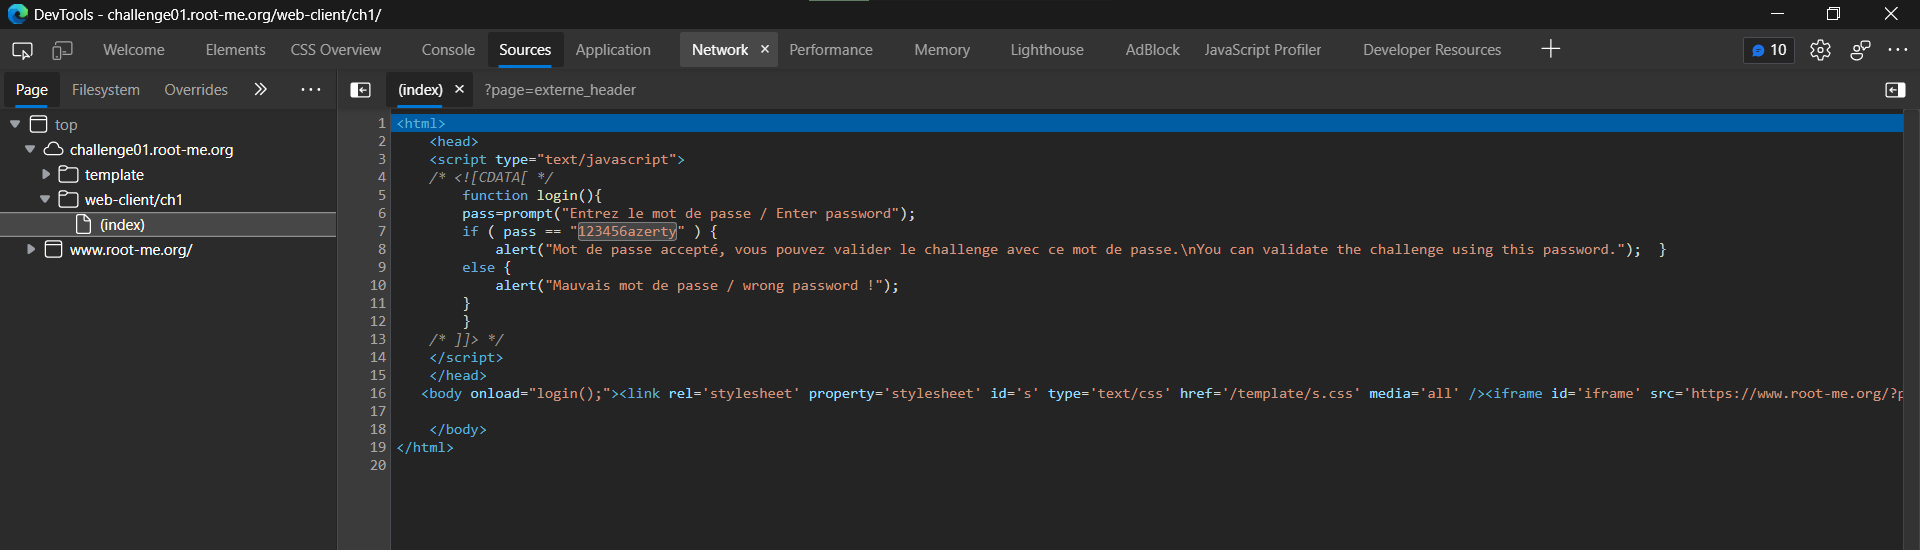 DevTools - challenge01.root-me.org/web-client/ch1/
Welcome Elements CSS Overview Console Sources Application Network Performance Memory Lighthouse AdBlock JavaScript Profiler Developer Resources 10
Page Filesystem Overrides (index) ?page=externe_header
top
challenge01.root-me.org
template
web-client/ch1
(index)
www.root-me.org/
1 <html>
2 <head>
3 <script type="text/javascript">
4 /* <![CDATA[ */
5 function login(){
6 pass=prompt("Entrez le mot de passe / Enter password");
7 if ( pass == "123456azerty" ) {
8 alert("Mot de passe accepté, vous pouvez valider le challenge avec ce mot de passe.\nYou can validate the challenge using this password."); }
9 else {
10 alert("Mauvais mot de passe / wrong password !");
11 }
12 }
13 /* ]]> */
14 </script>
15 </head>
16 <body onload="login();"><link rel='stylesheet' property='stylesheet' id='s' type='text/css' href='/template/s.css' media='all' /><iframe id='iframe' src='https://www.root-me.org/?p
17
18 </body>
19 </html>
20